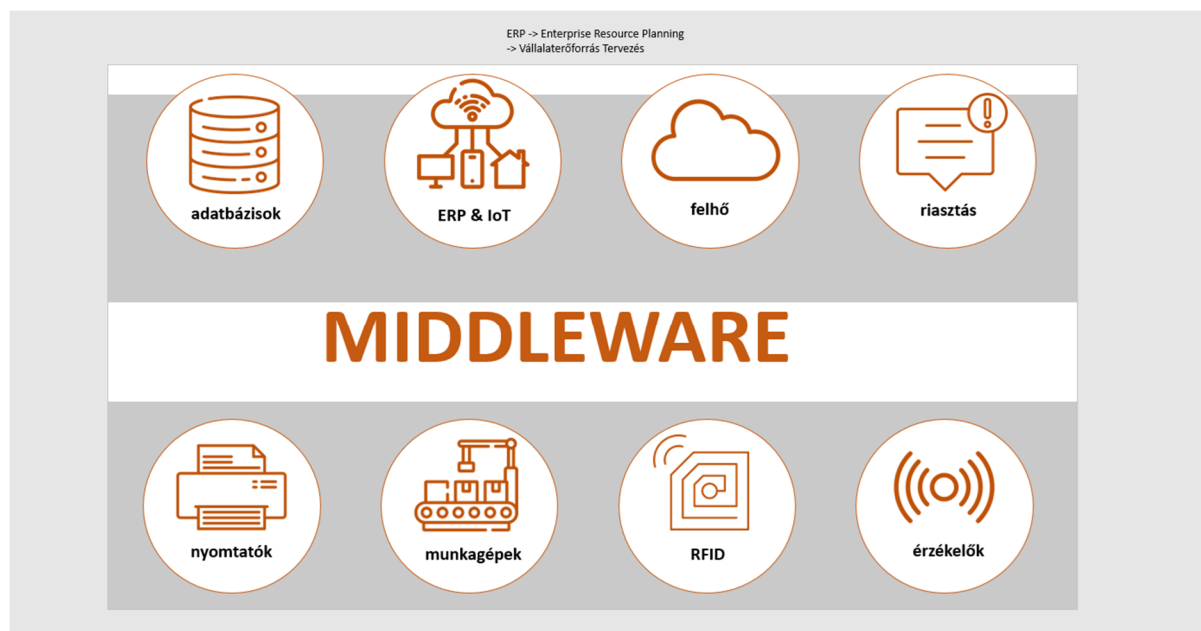 ERP -> Enterprise Resource Planning
-> Vállalaterőforrás Tervezés
adatbázisok
ERP & IoT
felhő
riasztás
MIDDLEWARE
nyomtatók
munkagépek
RFID
érzékelők